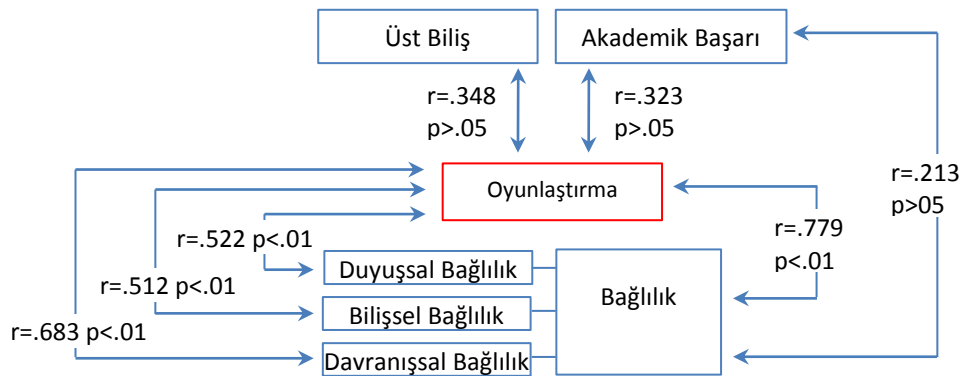 Üst Biliş
Akademik Başarı
r=.348
p>.05
r=.323
p>.05
Oyunlaştırma
r=.213
p>05
r=.779
p<.01
r=.522 p<.01
Duyuşsal Bağlılık
r=.512 p<.01
Bilişsel Bağlılık
Bağlılık
r=.683 p<.01
Davranışsal Bağlılık